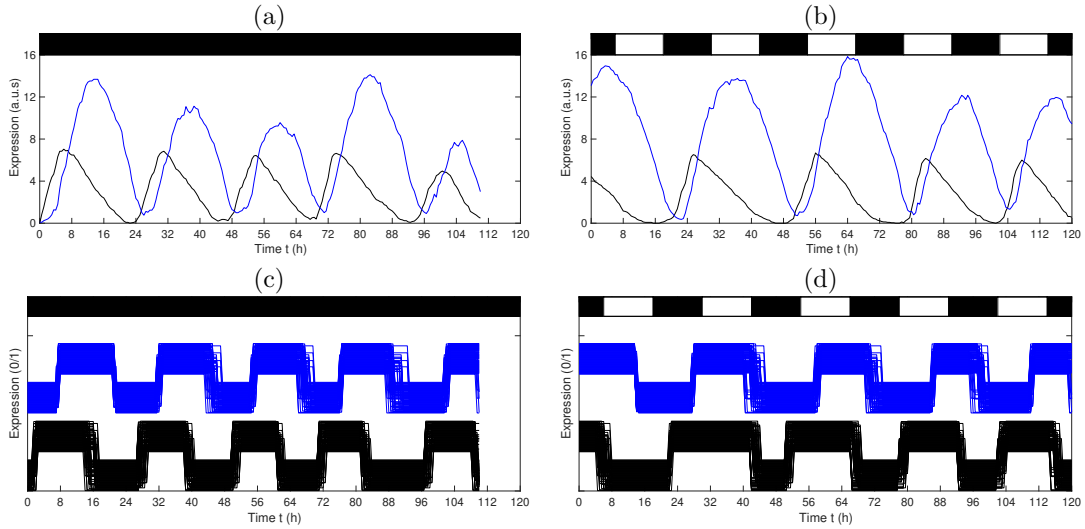 (a)
16
12
8
4
0
Expression (a.u.s)
0 8 16 24 32 40 48 56 64 72 80 88 96 104 112 120
Time t (h)
(b)
16
12
8
4
0
Expression (a.u.s)
0 8 16 24 32 40 48 56 64 72 80 88 96 104 112 120
Time t (h)
(c)
Expression (0/1)
0 8 16 24 32 40 48 56 64 72 80 88 96 104 112 120
Time t (h)
(d)
Expression (0/1)
0 8 16 24 32 40 48 56 64 72 80 88 96 104 112 120
Time t (h)